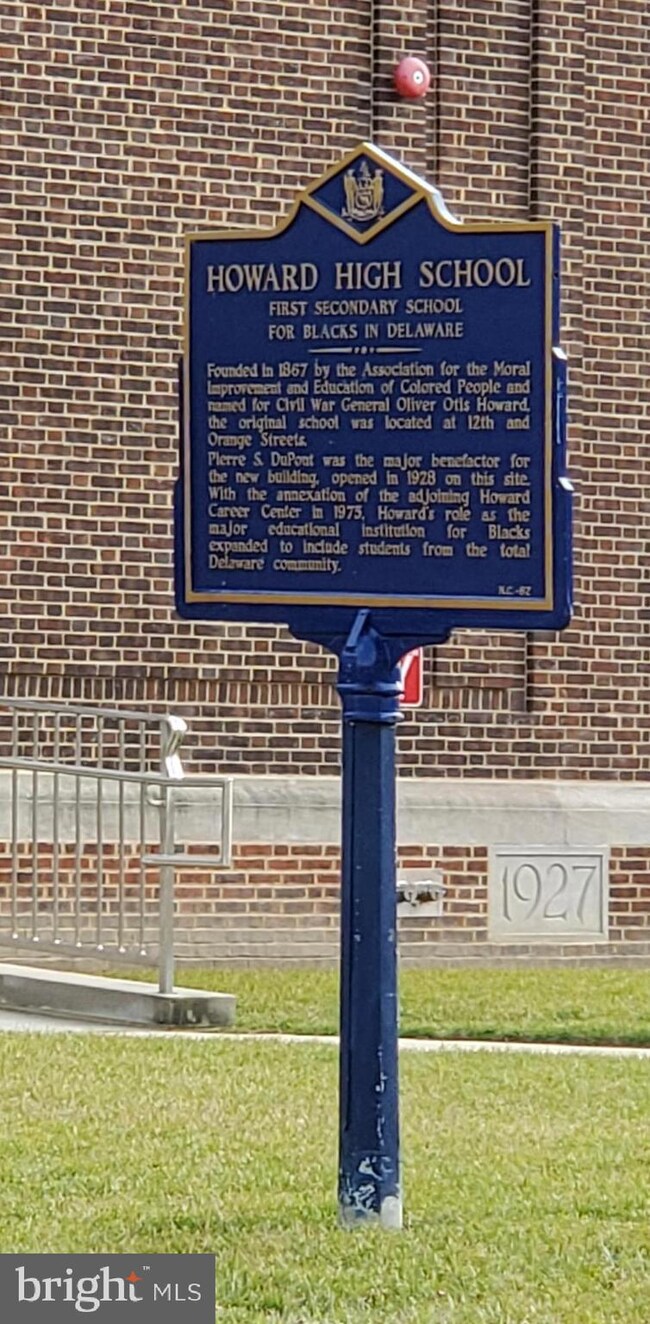 HOWARD HIGH SCHOOL
FIRST SECONDARY SCHOOL
FOR BLACKS IN DELAWARE
Founded in 1867 by the Association for the Moral
Improvement and Education of Colored People and
named for Civil War General Oliver Otis Howard,
the original school was located at 12th and
Orange Streets.
Pierre S. DuPont was the major benefactor for
the new building, opened in 1928 on this site.
With the annexation of the adjoining Howard
Career Center in 1975, Howard's role as the
major educational institution for Blacks
expanded to include students from the total
Delaware community.
N.C.-82
1927
bright™ MLS